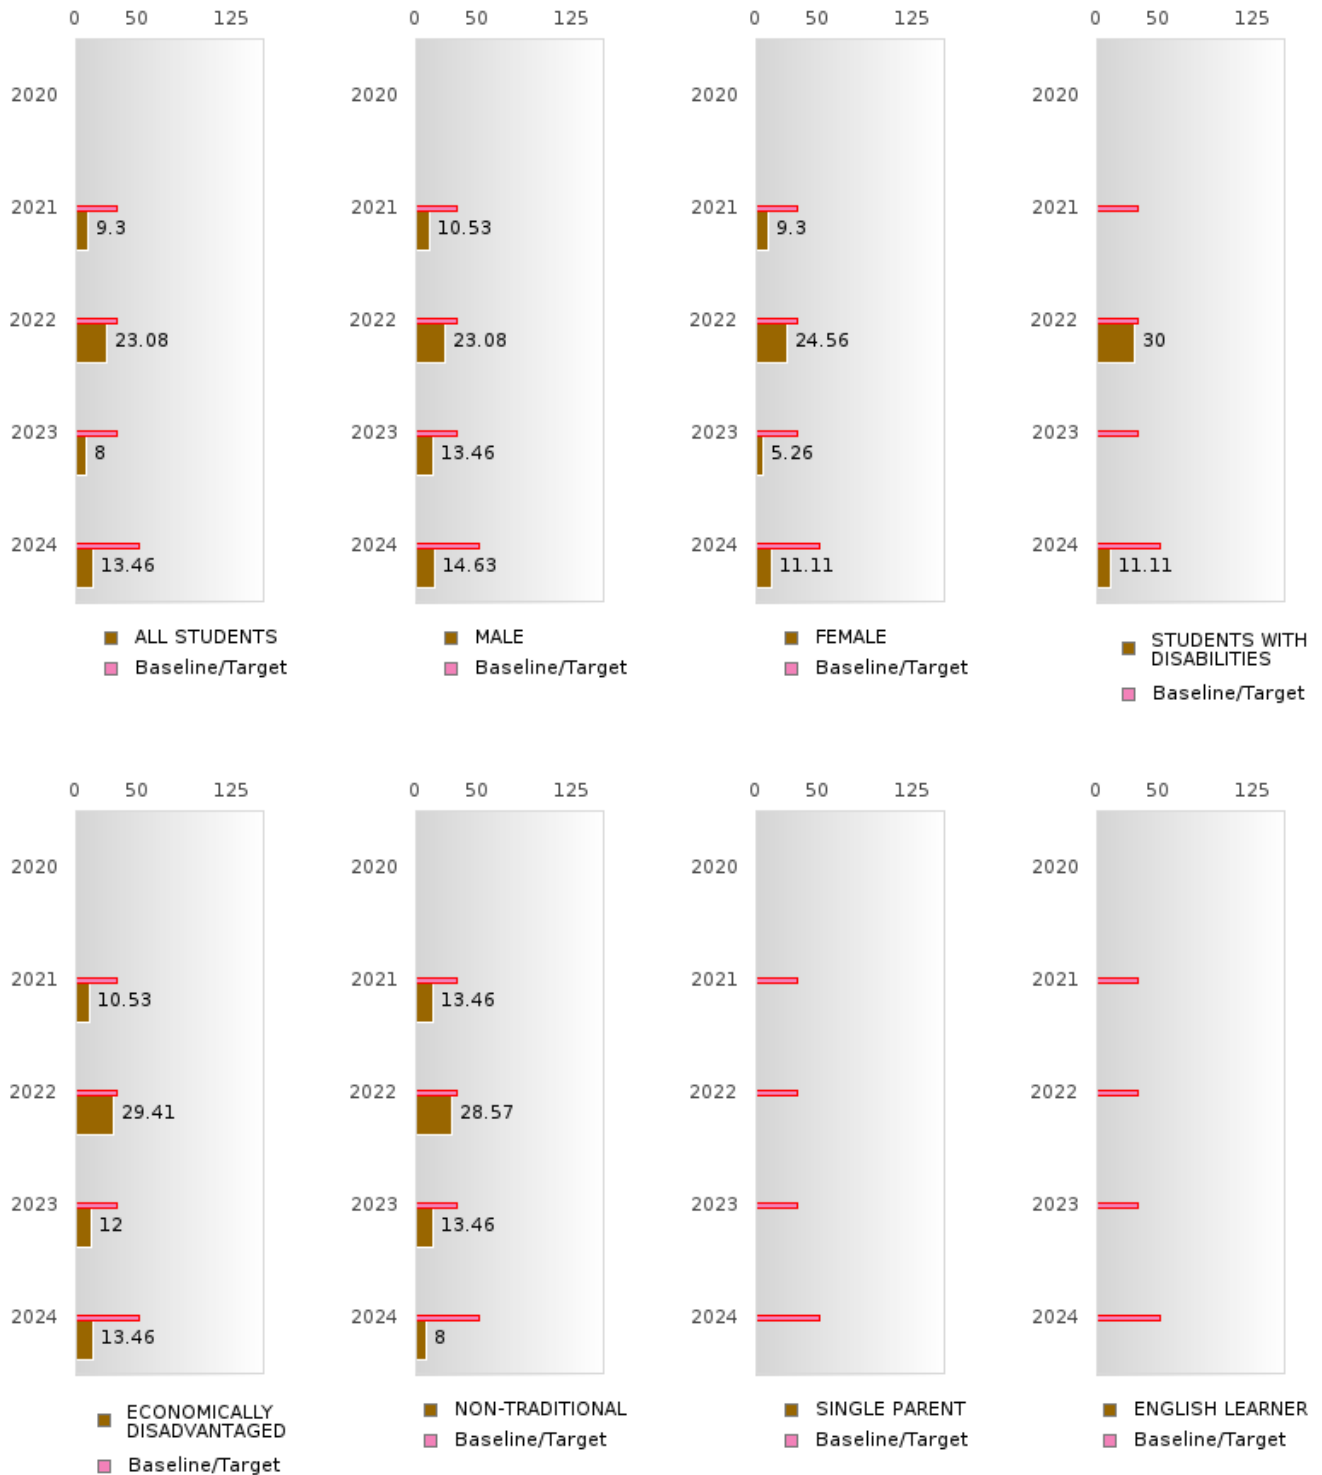 0 50 125
2020
2021
9.3
2022
23.08
2023
8
2024
13.46
ALL STUDENTS
Baseline/Target
0 50 125
2020
2021
10.53
2022
23.08
2023
13.46
2024
14.63
MALE
Baseline/Target
0 50 125
2020
2021
9.3
2022
24.56
2023
5.26
2024
11.11
FEMALE
Baseline/Target
0 50 125
2020
2021
2022
30
2023
2024
11.11
STUDENTS WITH
DISABILITIES
Baseline/Target
0 50 125
2020
2021
10.53
2022
29.41
2023
12
2024
13.46
ECONOMICALLY
DISADVANTAGED
Baseline/Target
0 50 125
2020
2021
13.46
2022
28.57
2023
13.46
2024
8
NON-TRADITIONAL
Baseline/Target
0 50 125
2020
2021
2022
2023
2024
SINGLE PARENT
Baseline/Target
0 50 125
2020
2021
2022
2023
2024
ENGLISH LEARNER
Baseline/Target